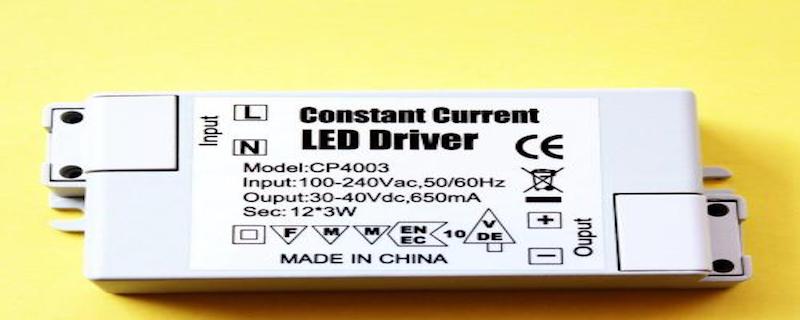 Input
L
N
Constant Current
LED Driver
CE
Model:CP4003
Input:100-240Vac,50/60Hz
Ouput:30-40Vdc,650mA
Sec: 12*3W
F M M EN EC 10 V DE
MADE IN CHINA
+
−
Ouput